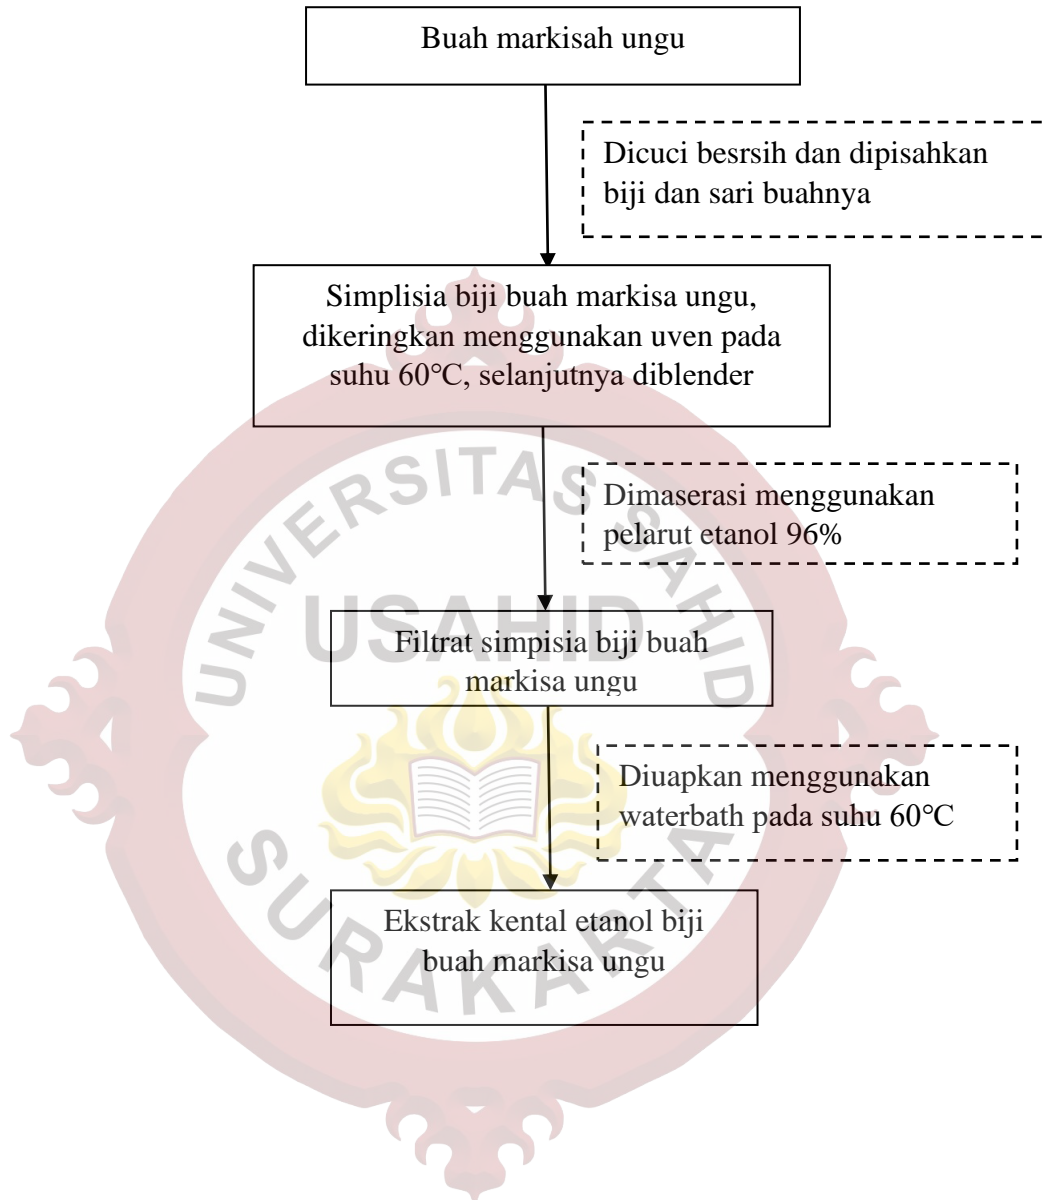 Buah markisah ungu
Dicuci besrsih dan dipisahkan
biji dan sari buahnya
Simplisia biji buah markisa ungu,
dikeringkan menggunakan uven pada
suhu 60°C, selanjutnya diblender
Dimaserasi menggunakan
pelarut etanol 96%
Filtrat simpisia biji buah
markisa ungu
Diuapkan menggunakan
waterbath pada suhu 60°C
Ekstrak kental etanol biji
buah markisa ungu
UNIVERSITAS SAHID
USAHID
SURAKARTA